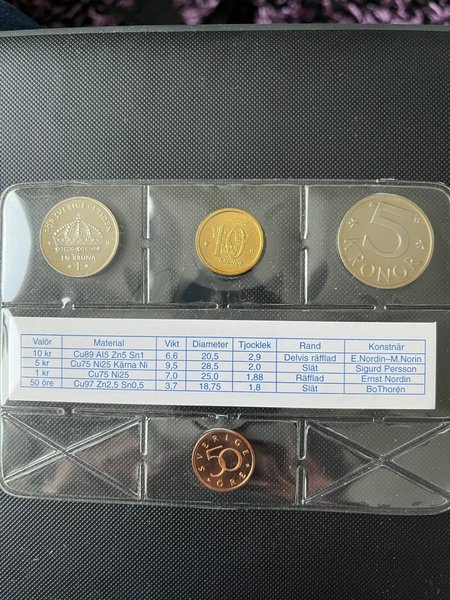 SVERIGE
EN KRONA
1
10
KRONOR
5
KRONOR
Valör Material Vikt Diameter Tjocklek Rand Konstnär
10 kr Cu89 Al5 Zn5 Sn1 6,6 20,5 2,9 Delvis räfflad E.Nordin–M.Norin
5 kr Cu75 Ni25 Kärna Ni 9,5 28,5 2,0 Slät Sigurd Persson
1 kr Cu75 Ni25 7,0 25,0 1,88 Räfflad Ernst Nordin
50 öre Cu97 Zn2,5 Sn0,5 3,7 18,75 1,8 Slät BoThorén
SVERIGE
50
ÖRE